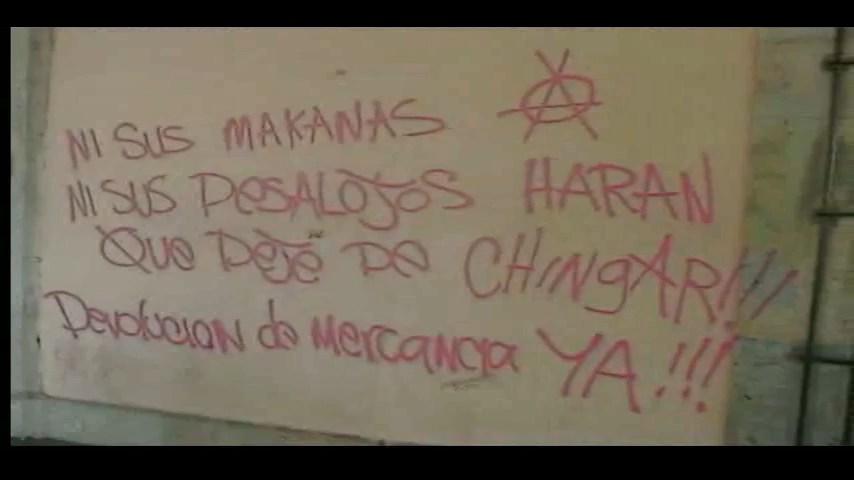 NI SUS MAKANAS
NI SUS DESALOJOS HARAN
QUE DEJE DE CHINGAR!!!
Devolucion de Mercancia YA!!!